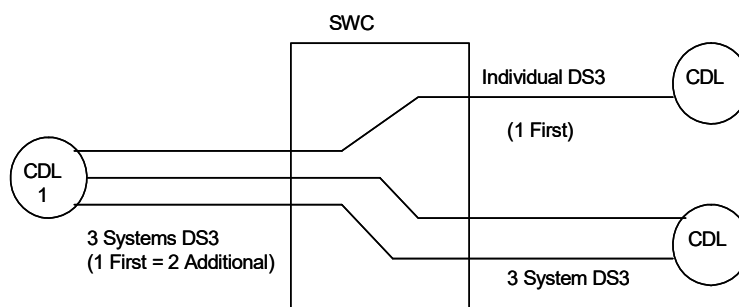 SWC
Individual DS3
CDL
(1 First)
CDL
1
3 Systems DS3
(1 First = 2 Additional)
CDL
3 System DS3